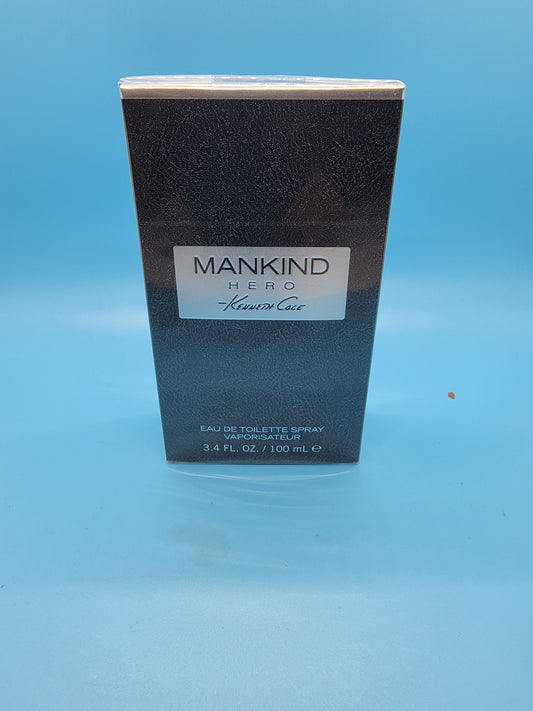 MANKIND
HERO
Kenneth Cole
EAU DE TOILETTE SPRAY
VAPORISATEUR
3.4 FL. OZ. / 100 mL ℮